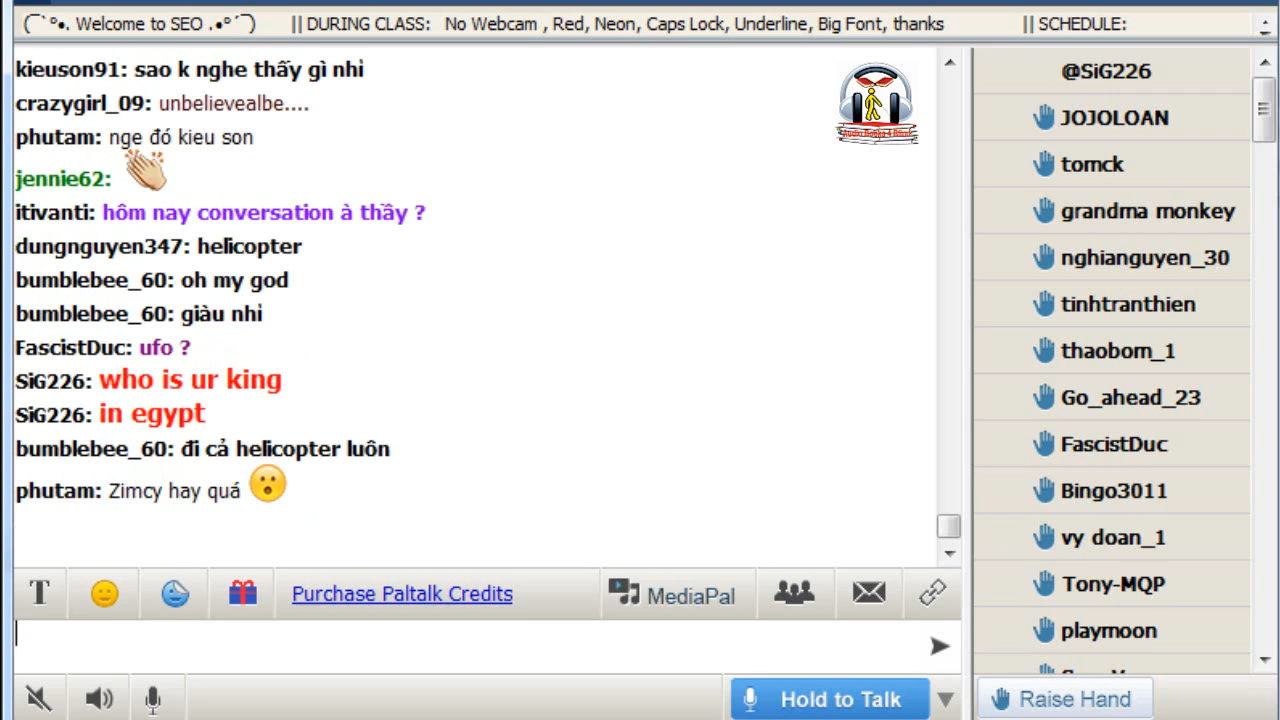 (¯`°•. Welcome to SEO .•°´¯) || DURING CLASS: No Webcam , Red, Neon, Caps Lock, Underline, Big Font, thanks || SCHEDULE:
kieuson91: sao k nghe thấy gì nhỉ
crazygirl_09: unbelievealbe....
phutam: nge đó kieu son
jennie62:
itivanti: hôm nay conversation à thầy ?
dungnguyen347: helicopter
bumblebee_60: oh my god
bumblebee_60: giàu nhỉ
FascistDuc: ufo ?
SiG226: who is ur king
SiG226: in egypt
bumblebee_60: đi cả helicopter luôn
phutam: Zimcy hay quá
@SiG226
JOJOLOAN
tomck
grandma monkey
nghianguyen_30
tinhtranthien
thaobom_1
Go_ahead_23
FascistDuc
Bingo3011
vy doan_1
Tony-MQP
playmoon
T
Purchase Paltalk Credits
MediaPal
Hold to Talk
Raise Hand